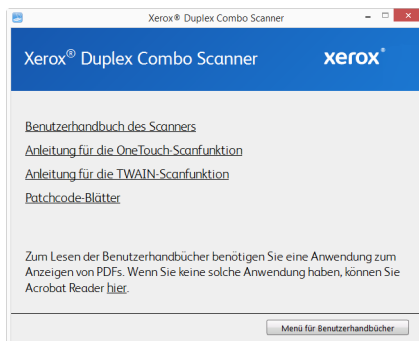 Xerox® Duplex Combo Scanner
Xerox® Duplex Combo Scanner
xerox®
Benutzerhandbuch des Scanners
Anleitung für die OneTouch-Scanfunktion
Anleitung für die TWAIN-Scanfunktion
Patchcode-Blätter
Zum Lesen der Benutzerhandbücher benötigen Sie eine Anwendung zum
Anzeigen von PDFs. Wenn Sie keine solche Anwendung haben, können Sie
Acrobat Reader hier.
Menü für Benutzerhandbücher